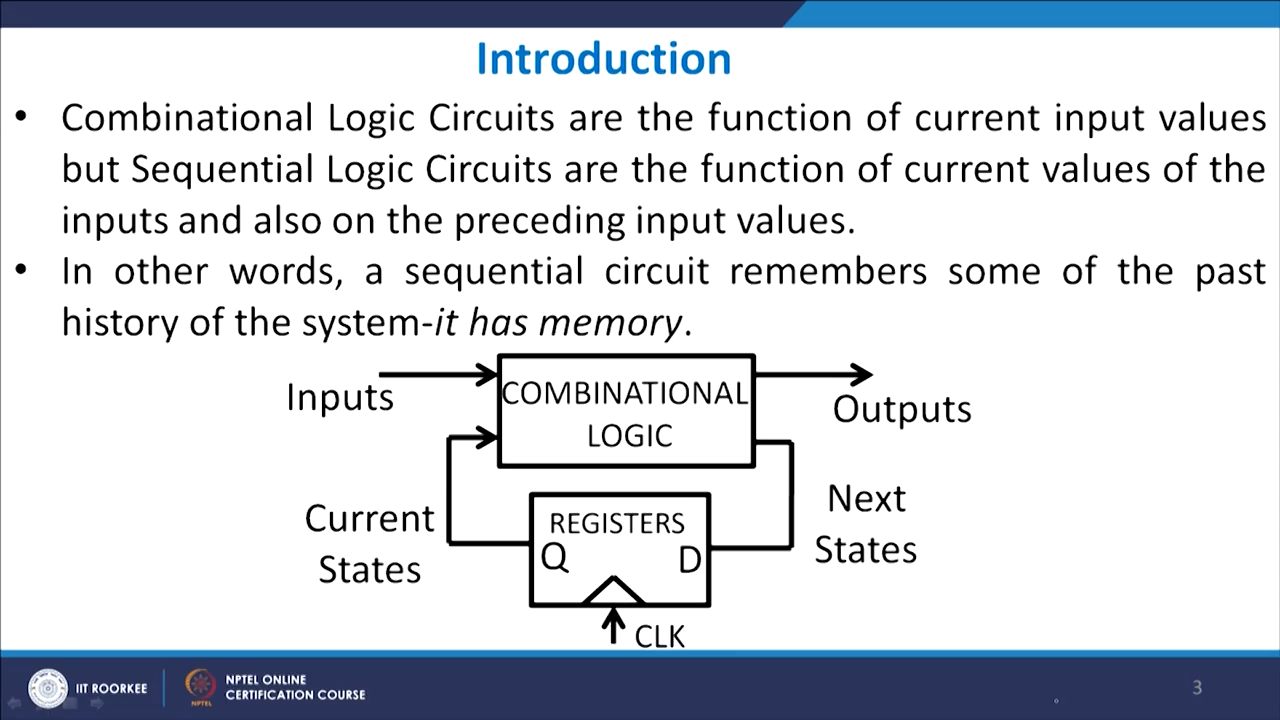 Introduction
• Combinational Logic Circuits are the function of current input values
but Sequential Logic Circuits are the function of current values of the
inputs and also on the preceding input values.
• In other words, a sequential circuit remembers some of the past
history of the system-it has memory.
Inputs
COMBINATIONAL
LOGIC
Outputs
Current
States
REGISTERS
Q D
Next
States
CLK
IIT ROORKEE
NPTEL
NPTEL ONLINE
CERTIFICATION COURSE
3